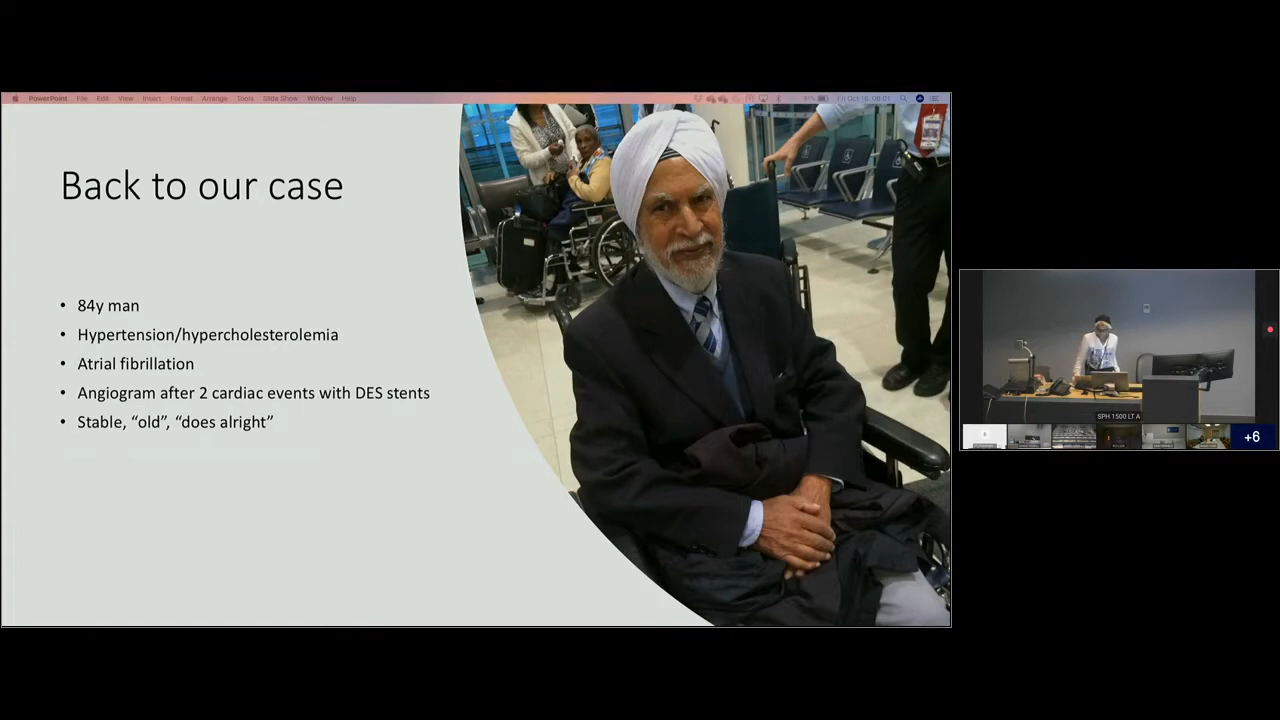 PowerPoint File Edit View Insert Format Arrange Tools Slide Show Window Help
Back to our case
• 84y man
• Hypertension/hypercholesterolemia
• Atrial fibrillation
• Angiogram after 2 cardiac events with DES stents
• Stable, “old”, “does alright”
SPH 1500 LT A
+6